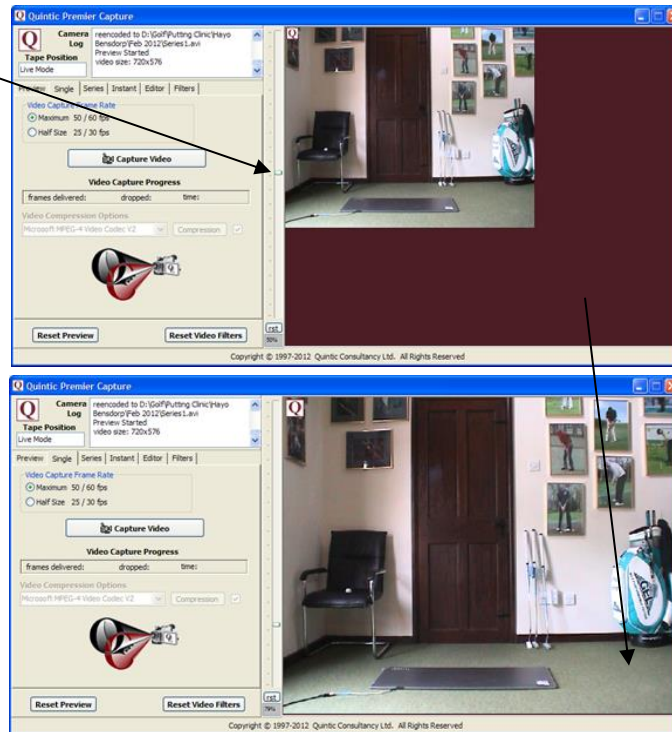 Quintic Premier Capture
Q
Camera
Log
Tape Position
Live Mode
reencoded to D:\Golf\Putting Clinic\Hayo
Bensdorp\Feb 2012\Series1.avi
Preview Started
video size: 720x576
Preview Single Series Instant Editor Filters
Video Capture Frame Rate
Maximum 50 / 60 fps
Half Size 25 / 30 fps
Capture Video
Video Capture Progress
frames delivered: dropped: time:
Video Compression Options
Microsoft MPEG-4 Video Codec V2 Compression
Reset Preview Reset Video Filters
rst
50%
Q
Copyright © 1997-2012 Quintic Consultancy Ltd. All Rights Reserved
Quintic Premier Capture
Q
Camera
Log
Tape Position
Live Mode
reencoded to D:\Golf\Putting Clinic\Hayo
Bensdorp\Feb 2012\Series1.avi
Preview Started
video size: 720x576
Preview Single Series Instant Editor Filters
Video Capture Frame Rate
Maximum 50 / 60 fps
Half Size 25 / 30 fps
Capture Video
Video Capture Progress
frames delivered: dropped: time:
Video Compression Options
Microsoft MPEG-4 Video Codec V2 Compression
Reset Preview Reset Video Filters
rst
79%
Q
Copyright © 1997-2012 Quintic Consultancy Ltd. All Rights Reserved